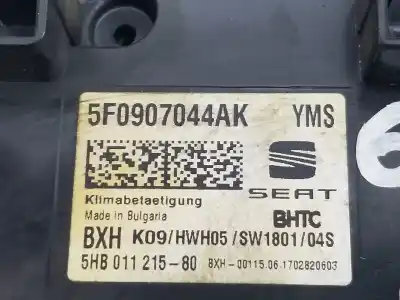 5F0907044AK YMS
SEAT
Klimabetaetigung
Made in Bulgaria
BHTC
BXH K09/HWH05/SW1801/04S
5HB 011 215-80 BXH-00115.06.1702820603
6